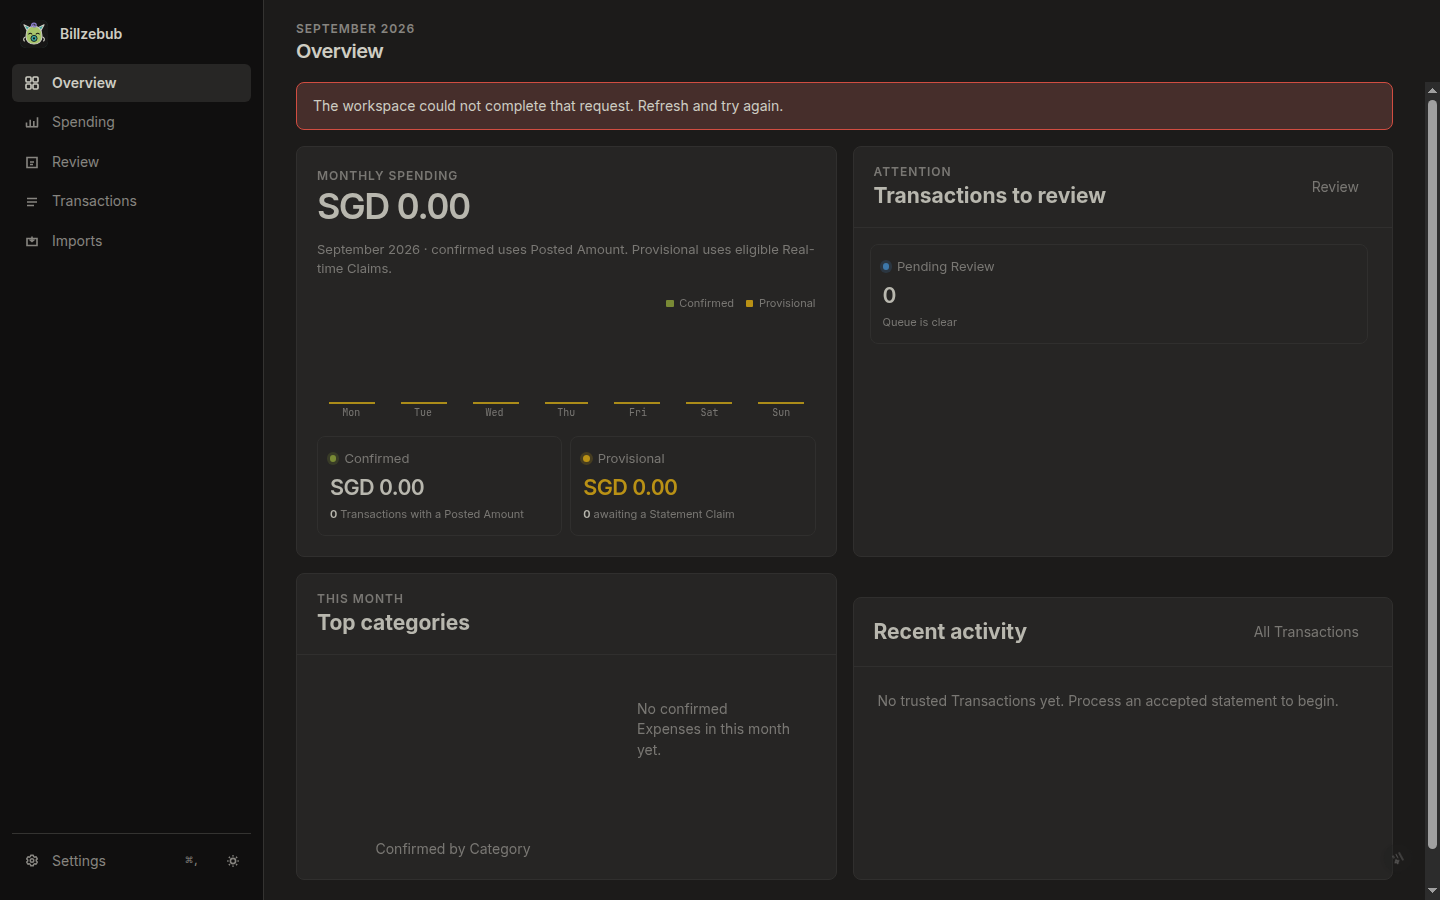 Billzebub
Overview
Spending
Review
Transactions
Imports
Settings
⌘,
SEPTEMBER 2026
Overview
The workspace could not complete that request. Refresh and try again.
MONTHLY SPENDING
SGD 0.00
September 2026 · confirmed uses Posted Amount. Provisional uses eligible Real-
time Claims.
Confirmed
Provisional
Mon Tue Wed Thu Fri Sat Sun
Confirmed
SGD 0.00
0 Transactions with a Posted Amount
Provisional
SGD 0.00
0 awaiting a Statement Claim
ATTENTION
Transactions to review
Review
Pending Review
0
Queue is clear
THIS MONTH
Top categories
No confirmed
Expenses in this month
yet.
Confirmed by Category
Recent activity
All Transactions
No trusted Transactions yet. Process an accepted statement to begin.